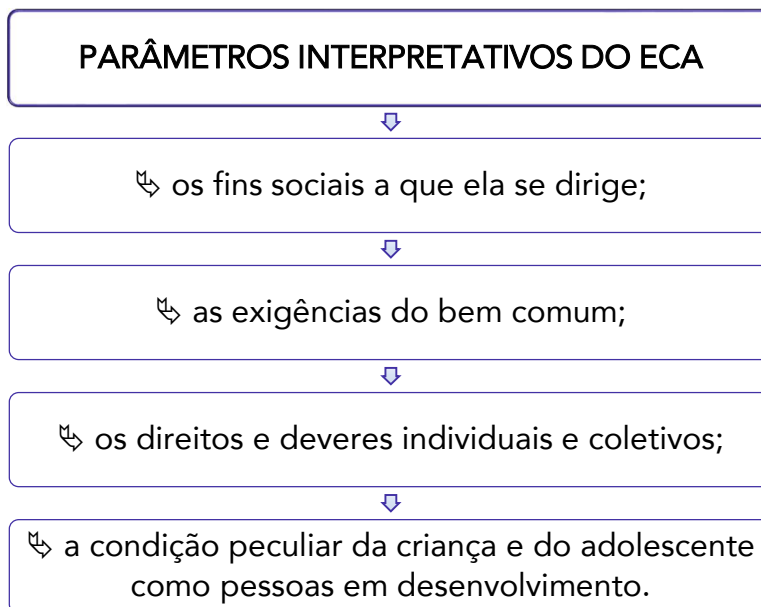 PARÂMETROS INTERPRETATIVOS DO ECA
os fins sociais a que ela se dirige;
as exigências do bem comum;
os direitos e deveres individuais e coletivos;
a condição peculiar da criança e do adolescente
como pessoas em desenvolvimento.